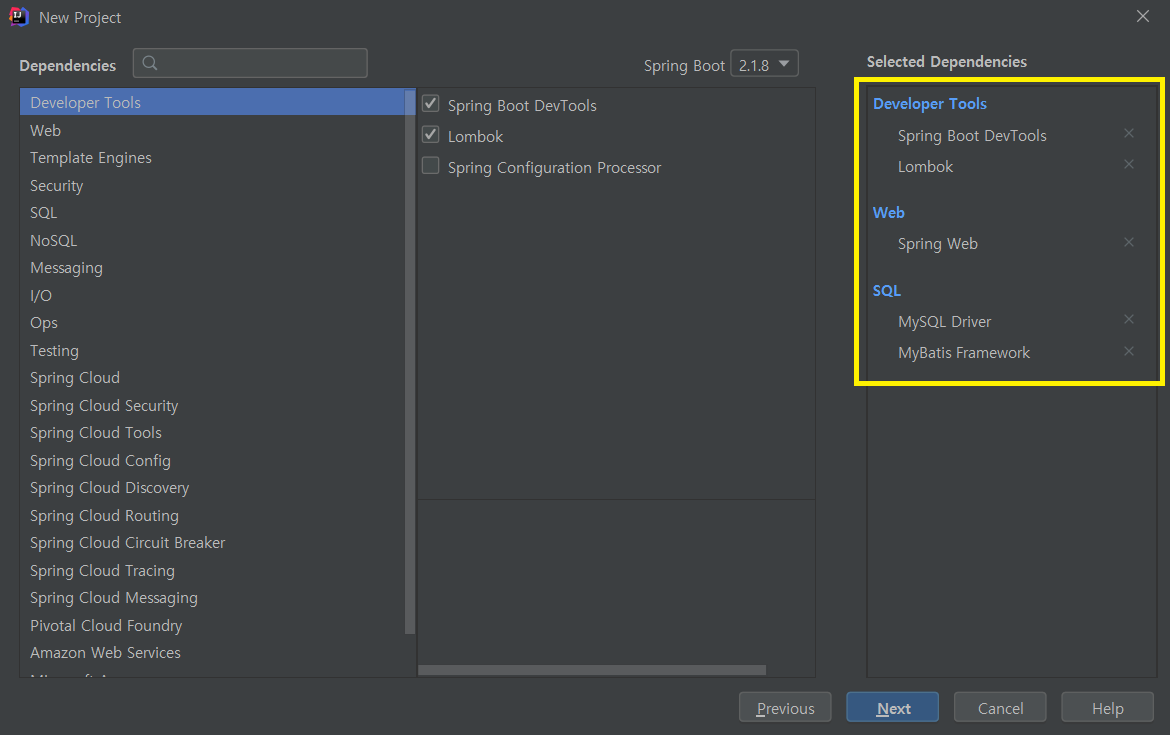 New Project
Dependencies
Spring Boot 2.1.8
Selected Dependencies
Developer Tools
Web
Template Engines
Security
SQL
NoSQL
Messaging
I/O
Ops
Testing
Spring Cloud
Spring Cloud Security
Spring Cloud Tools
Spring Cloud Config
Spring Cloud Discovery
Spring Cloud Routing
Spring Cloud Circuit Breaker
Spring Cloud Tracing
Spring Cloud Messaging
Pivotal Cloud Foundry
Amazon Web Services
Spring Boot DevTools
Lombok
Spring Configuration Processor
Developer Tools
Spring Boot DevTools
Lombok
Web
Spring Web
SQL
MySQL Driver
MyBatis Framework
Previous
Next
Cancel
Help